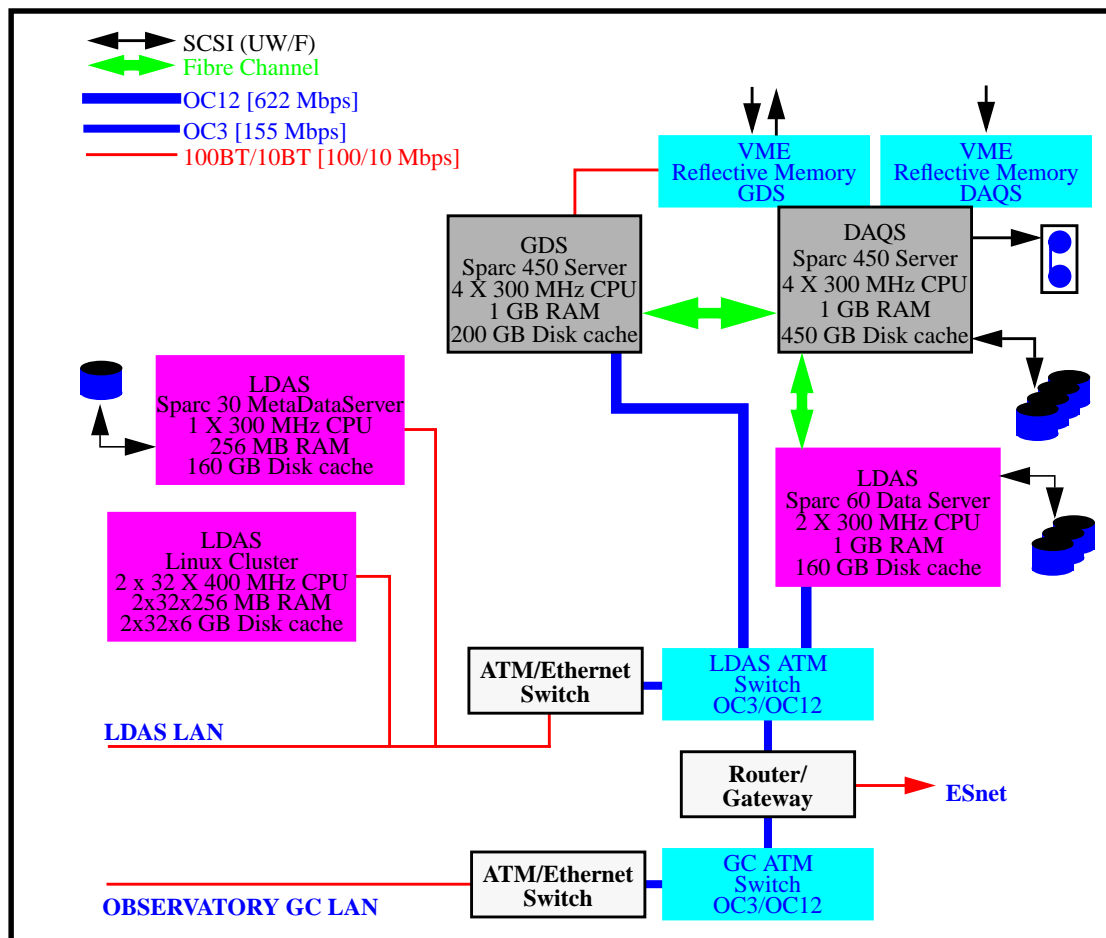 SCSI (UW/F)
Fibre Channel
OC12 [622 Mbps]
OC3 [155 Mbps]
100BT/10BT [100/10 Mbps]
VME
Reflective Memory
GDS
VME
Reflective Memory
DAQS
GDS
Sparc 450 Server
4 X 300 MHz CPU
1 GB RAM
200 GB Disk cache
DAQS
Sparc 450 Server
4 X 300 MHz CPU
1 GB RAM
450 GB Disk cache
LDAS
Sparc 30 MetaDataServer
1 X 300 MHz CPU
256 MB RAM
160 GB Disk cache
LDAS
Sparc 60 Data Server
2 X 300 MHz CPU
1 GB RAM
160 GB Disk cache
LDAS
Linux Cluster
2 x 32 X 400 MHz CPU
2x32x256 MB RAM
2x32x6 GB Disk cache
ATM/Ethernet
Switch
LDAS ATM
Switch
OC3/OC12
LDAS LAN
Router/
Gateway
ESnet
ATM/Ethernet
Switch
GC ATM
Switch
OC3/OC12
OBSERVATORY GC LAN